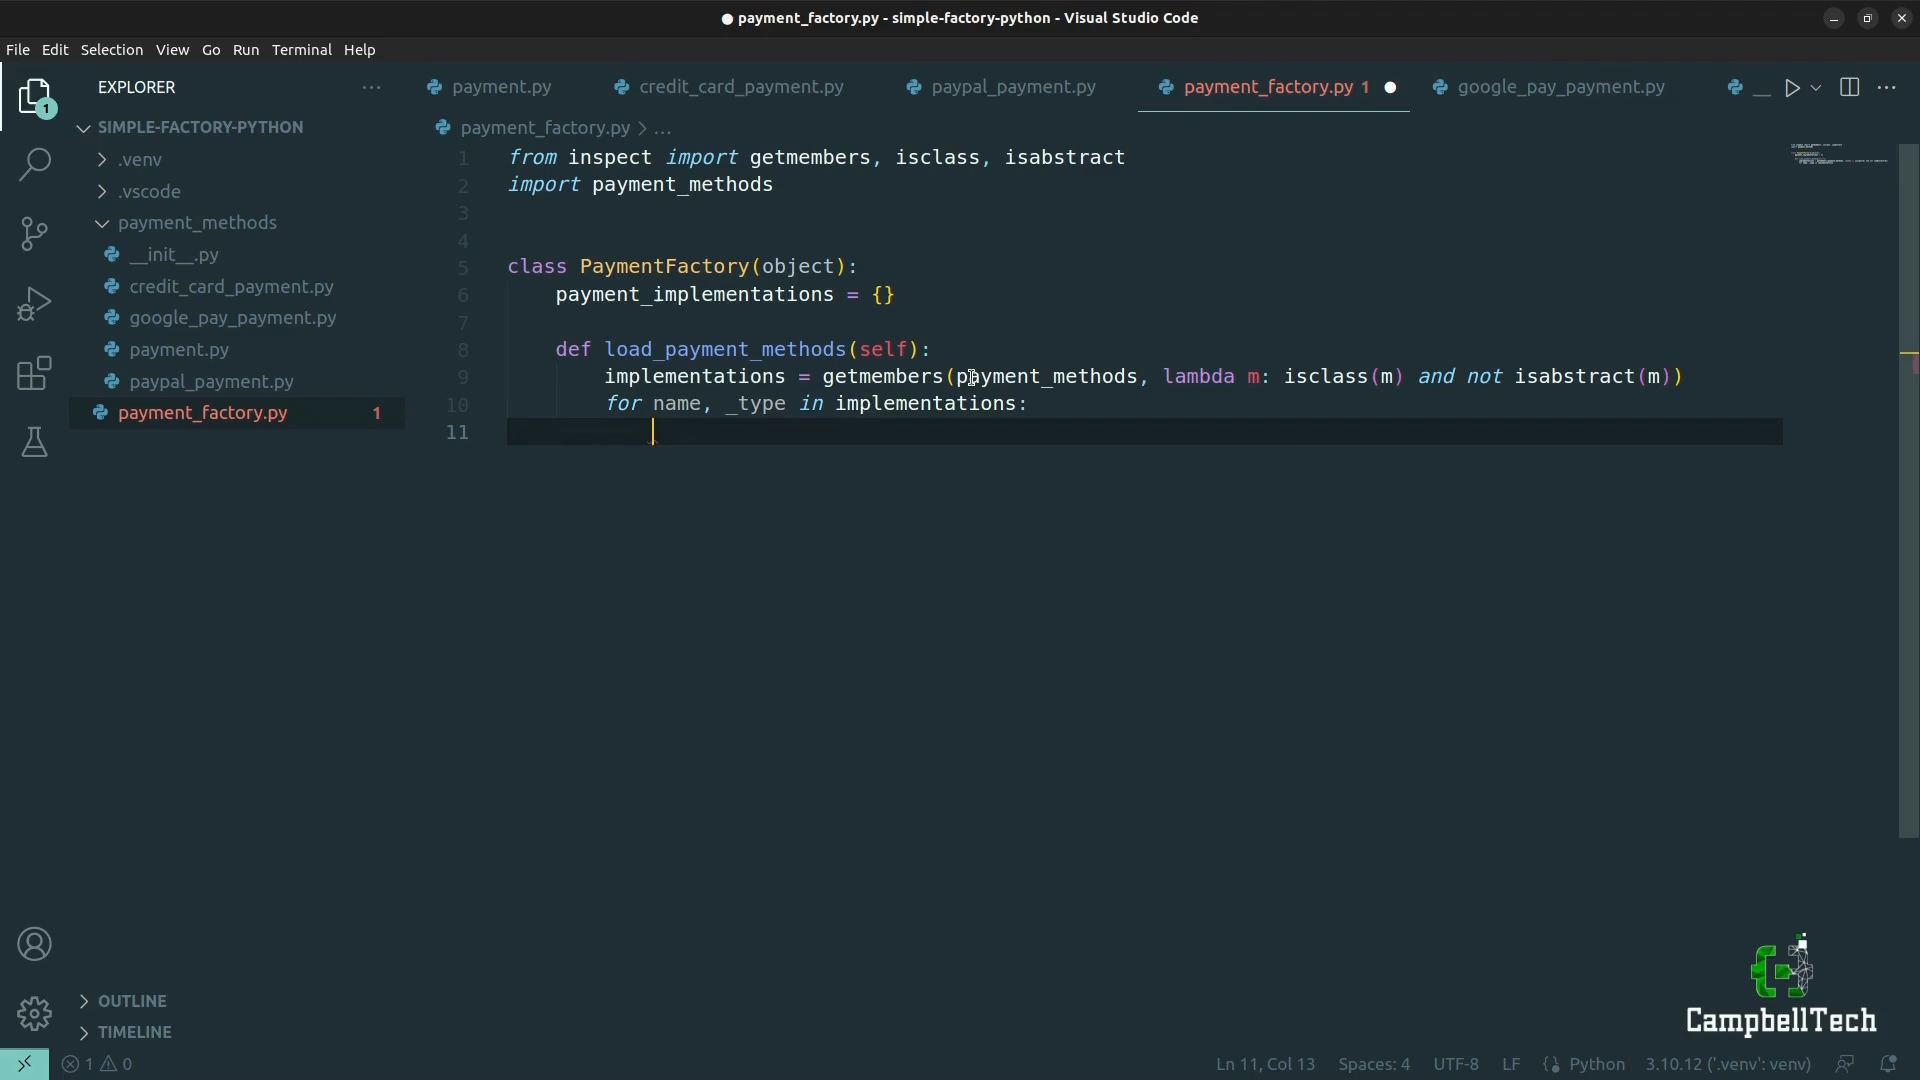 ● payment_factory.py - simple-factory-python - Visual Studio Code
File Edit Selection View Go Run Terminal Help
EXPLORER
payment.py credit_card_payment.py paypal_payment.py payment_factory.py 1 google_pay_payment.py __
1
SIMPLE-FACTORY-PYTHON
payment_factory.py > ...
.venv
.vscode
payment_methods
__init__.py
credit_card_payment.py
google_pay_payment.py
payment.py
paypal_payment.py
payment_factory.py 1
1 from inspect import getmembers, isclass, isabstract
2 import payment_methods
3
4
5 class PaymentFactory(object):
6 payment_implementations = {}
7
8 def load_payment_methods(self):
9 implementations = getmembers(payment_methods, lambda m: isclass(m) and not isabstract(m))
10 for name, _type in implementations:
11
OUTLINE
TIMELINE
CampbellTech
1 0 Ln 11, Col 13 Spaces: 4 UTF-8 LF {} Python 3.10.12 ('.venv': venv)